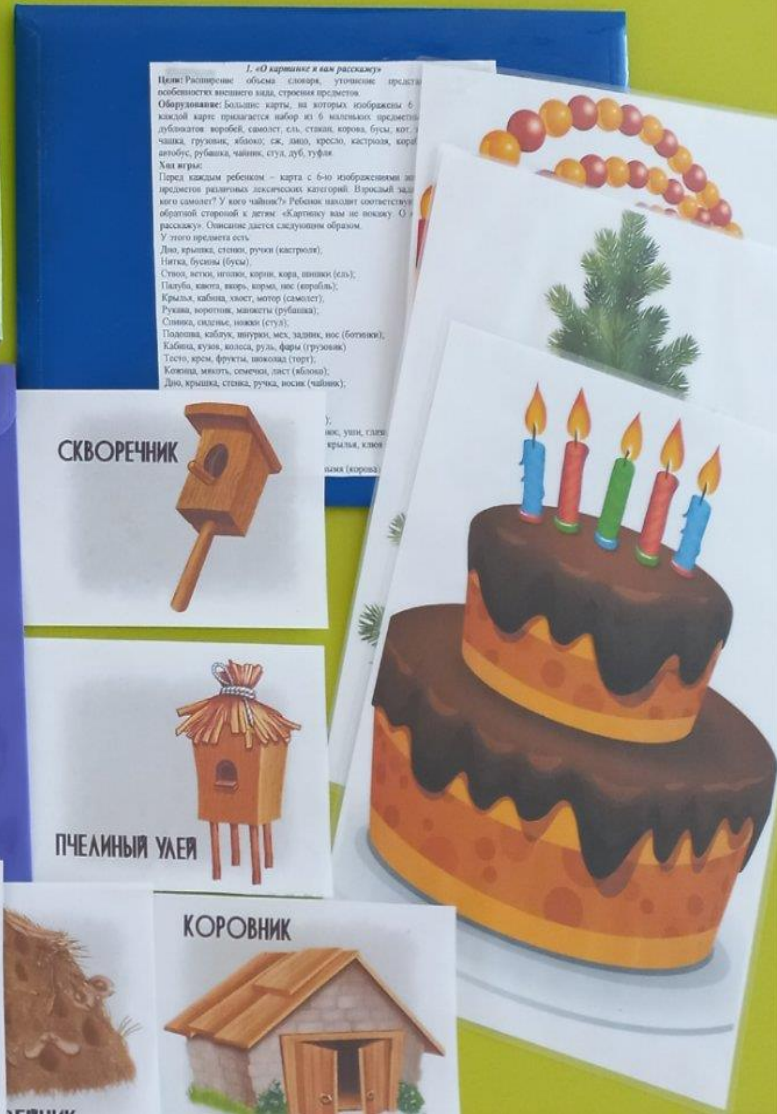 1. «О картинке я вам расскажу»
Цели: Расширение объема словаря, уточнение
особенностях внешнего вида, строения предметов.
Оборудование: Большие карты, на которых изображены 6
каждой карте прилагается набор из 6 маленьких
дубликатов: воробей, самолет, ель, стакан, корова, бусы, кот,
чашка, грузовик, яблоко; еж, лицо, кресло, кастрюля,
автобус, рубашка, чайник, стул, дуб, туфля.
Ход игры:
Перед каждым ребенком – карта с 6-ю изображениями
предметов различных лексических категорий. Взрослый
кого самолет? У кого чайник?» Ребенок находит
обратной стороной к детям: «Картинку вам не покажу. О
расскажу». Описание дается следующим образом.
У этого предмета есть
Дно, крышка, стенки, ручки (кастрюля);
Нитка, бусины (бусы).
Ствол, ветки, иголки, корни, кора, шишки (ель);
Палуба, каюта, якорь, корма, нос (корабль);
Крылья, кабина, хвост, мотор (самолет);
Рукава, воротник, манжеты (рубашка);
Спинка, сиденье, ножки (стул);
Подошва, каблук, шнурки, мех, задник, нос (ботинки);
Кабина, кузов, колеса, руль, фары (грузовик)
Тесто, крем, фрукты, шоколад (торт);
Кожица, мякоть, семечки, лист (яблоко);
Дно, крышка, стенка, ручка, носик (чайник);
);
нос, уши,
крылья, клюв
(корова)
СКВОРЕЧНИК
ПЧЕЛИНЫЙ УЛЕЙ
КОРОВНИК